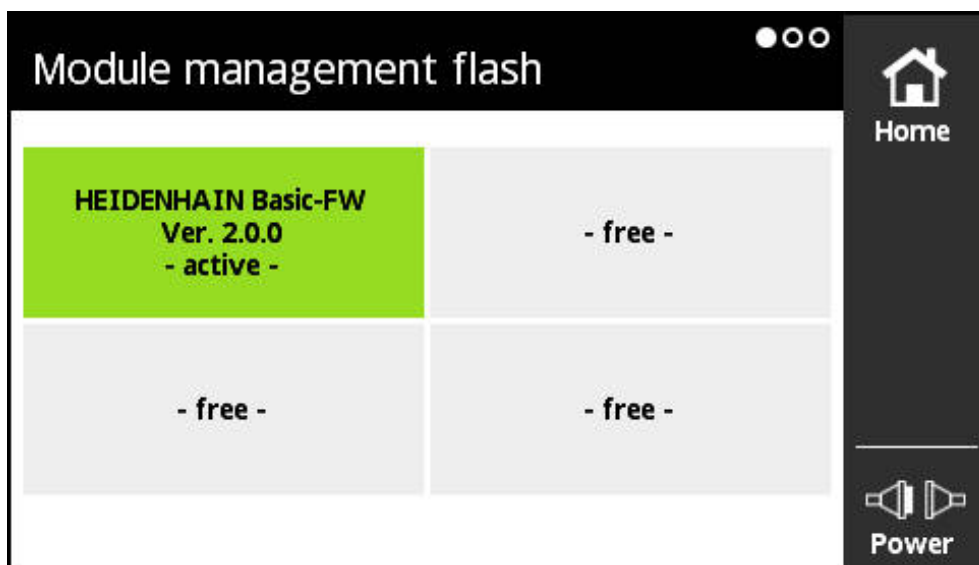 Module management flash
Home
HEIDENHAIN Basic-FW
Ver. 2.0.0
- active -
- free -
- free -
- free -
Power